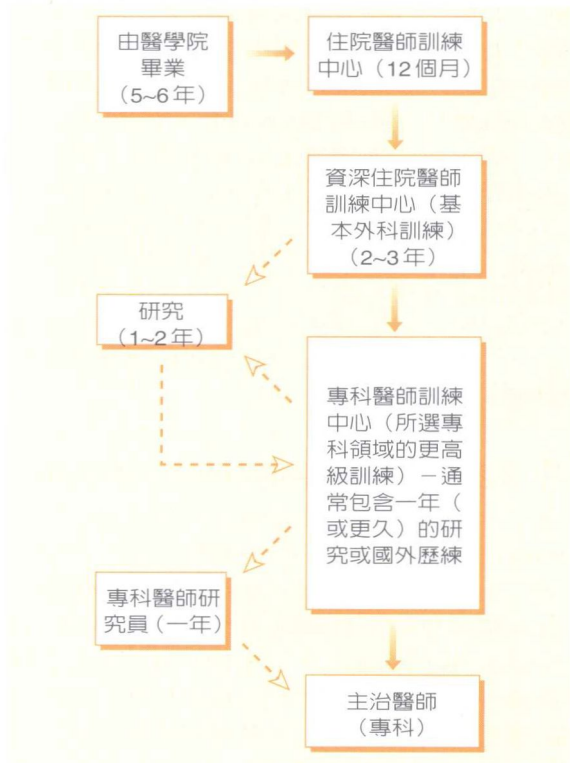 由醫學院
畢業
(5~6年)
住院醫師訓練
中心（12個月）
資深住院醫師
訓練中心（基
本外科訓練）
（2~3年）
研究
(1~2年)
專科醫師訓練
中心（所選專
科領域的更高
級訓練）－通
常包含一年（
或更久）的研
究或國外歷練
專科醫師研
究員(一年)
主治醫師
（專科）